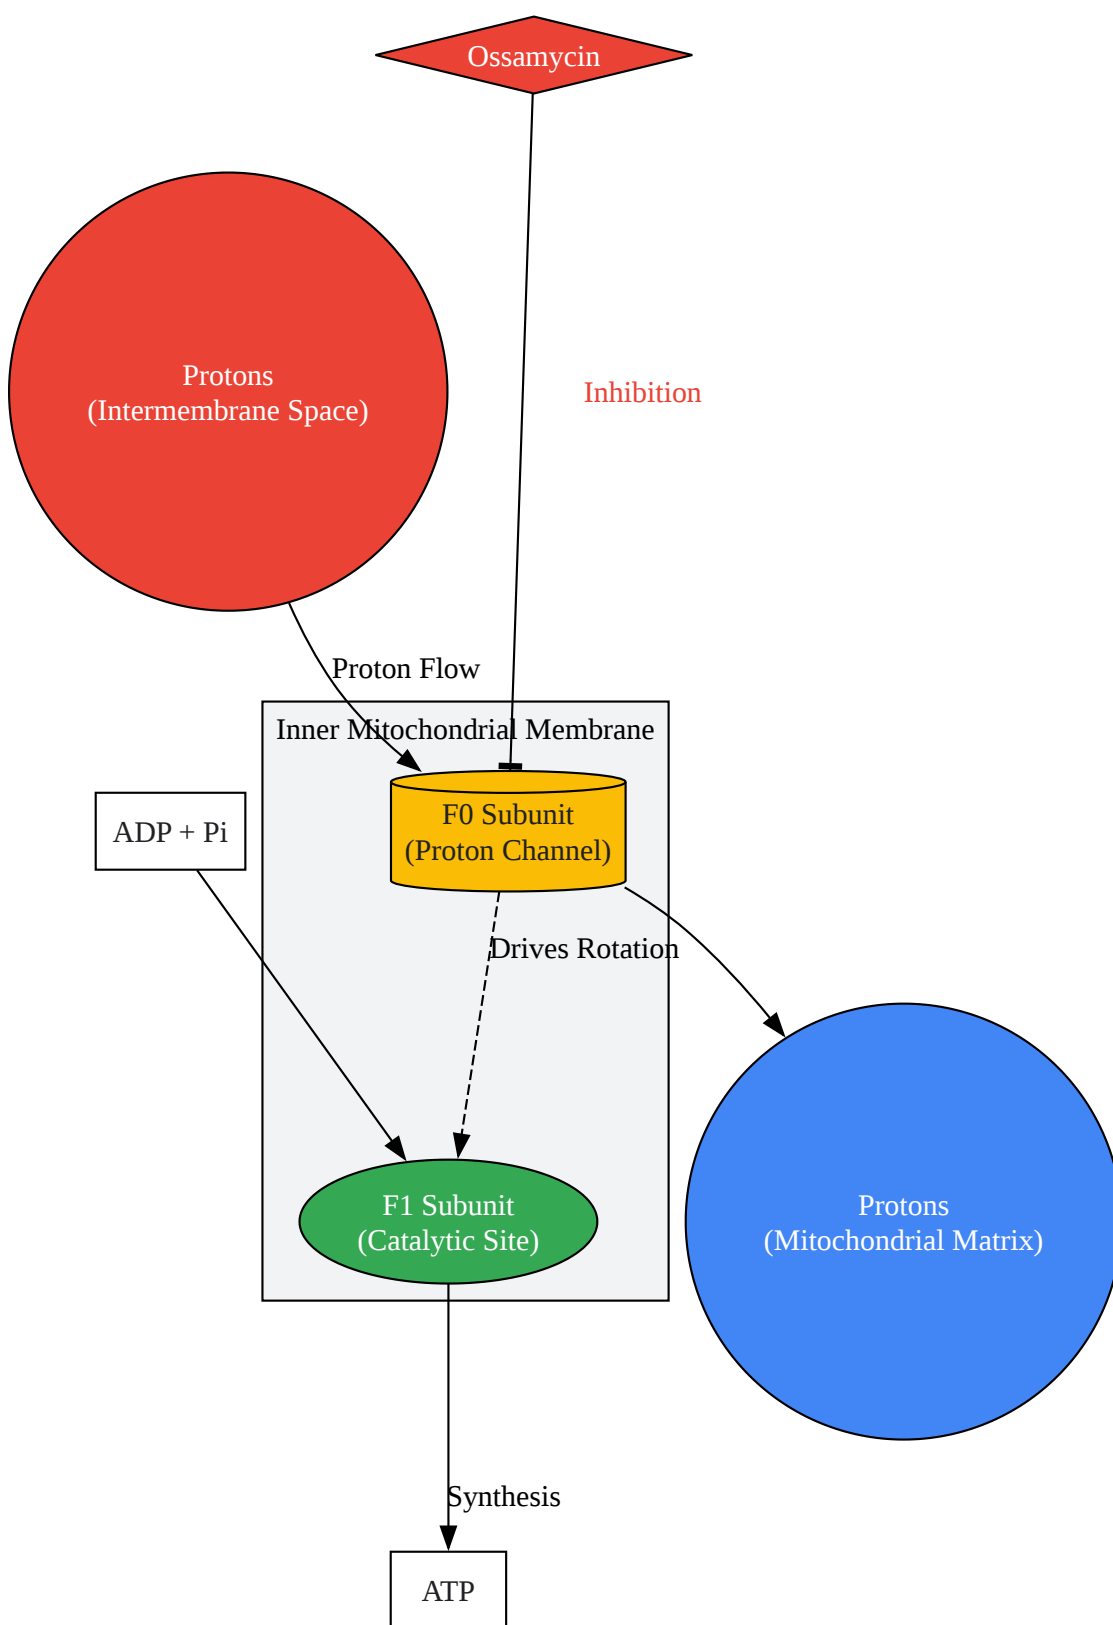 Ossamycin
Protons
(Intermembrane Space)
Inhibition
Proton Flow
Inner Mitochondrial Membrane
F0 Subunit
(Proton Channel)
ADP + Pi
Drives Rotation
F1 Subunit
(Catalytic Site)
Protons
(Mitochondrial Matrix)
Synthesis
ATP